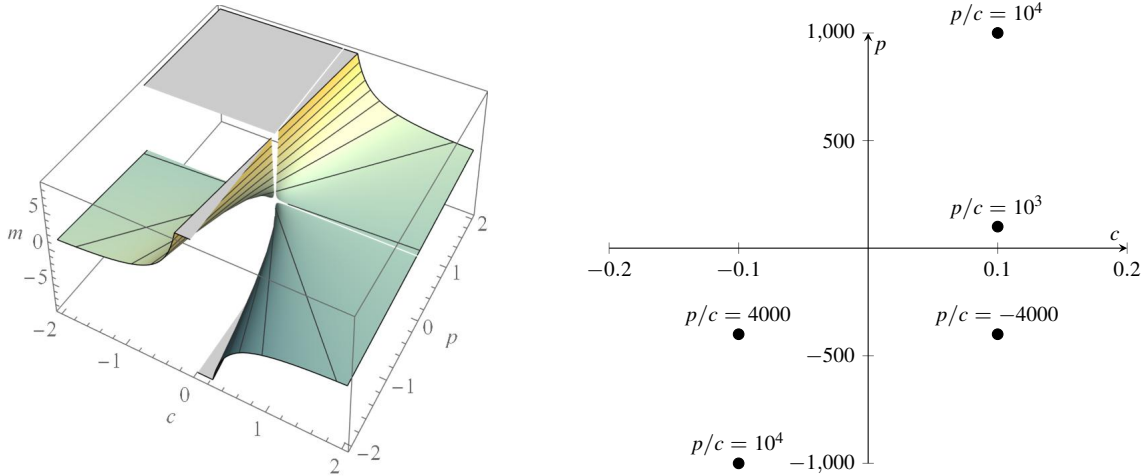 5
m 0
−5
−2
−1
0
c
1
2
2
1
0
p
−1
−2
p/c = 10⁴
1,000
p
500
p/c = 10³
c
−0.2 −0.1 0.1 0.2
p/c = 4000 p/c = −4000
−500
p/c = 10⁴
−1,000